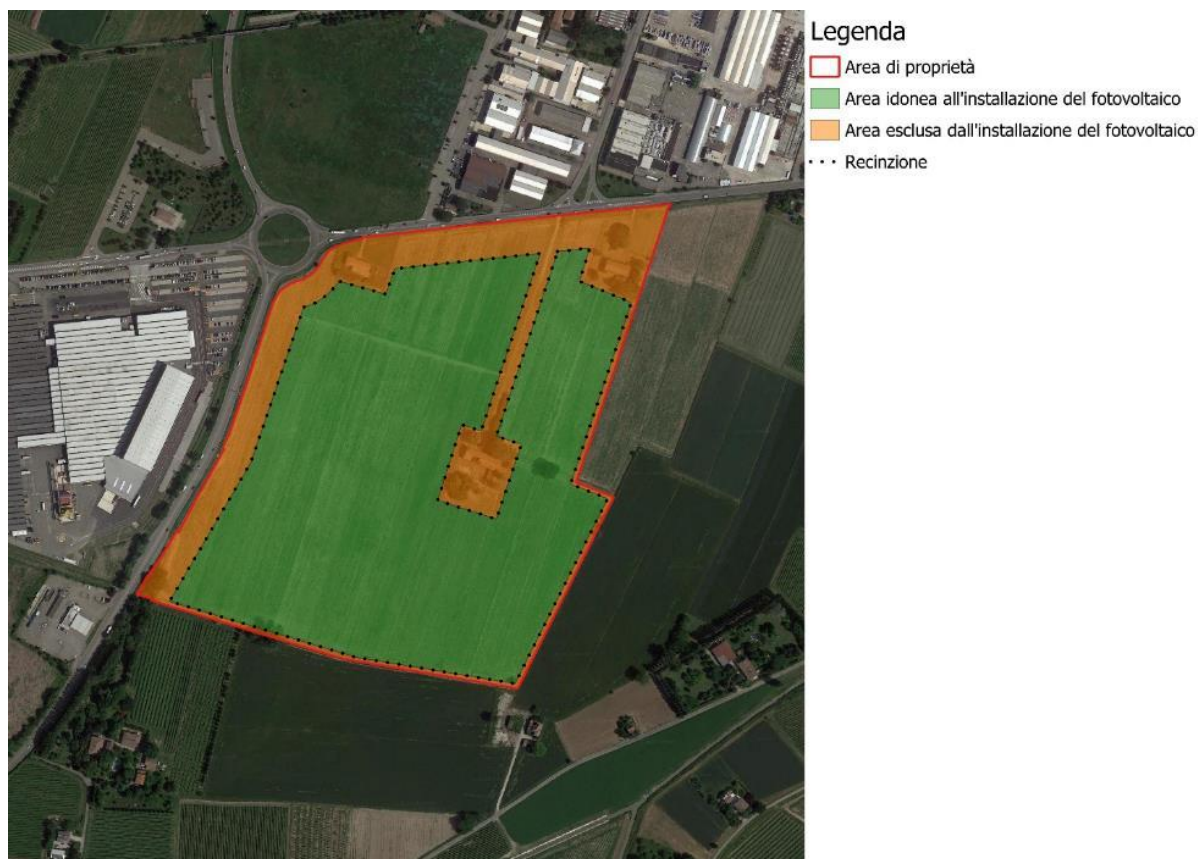 Legenda
Area di proprietà
Area idonea all'installazione del fotovoltaico
Area esclusa dall'installazione del fotovoltaico
Recinzione